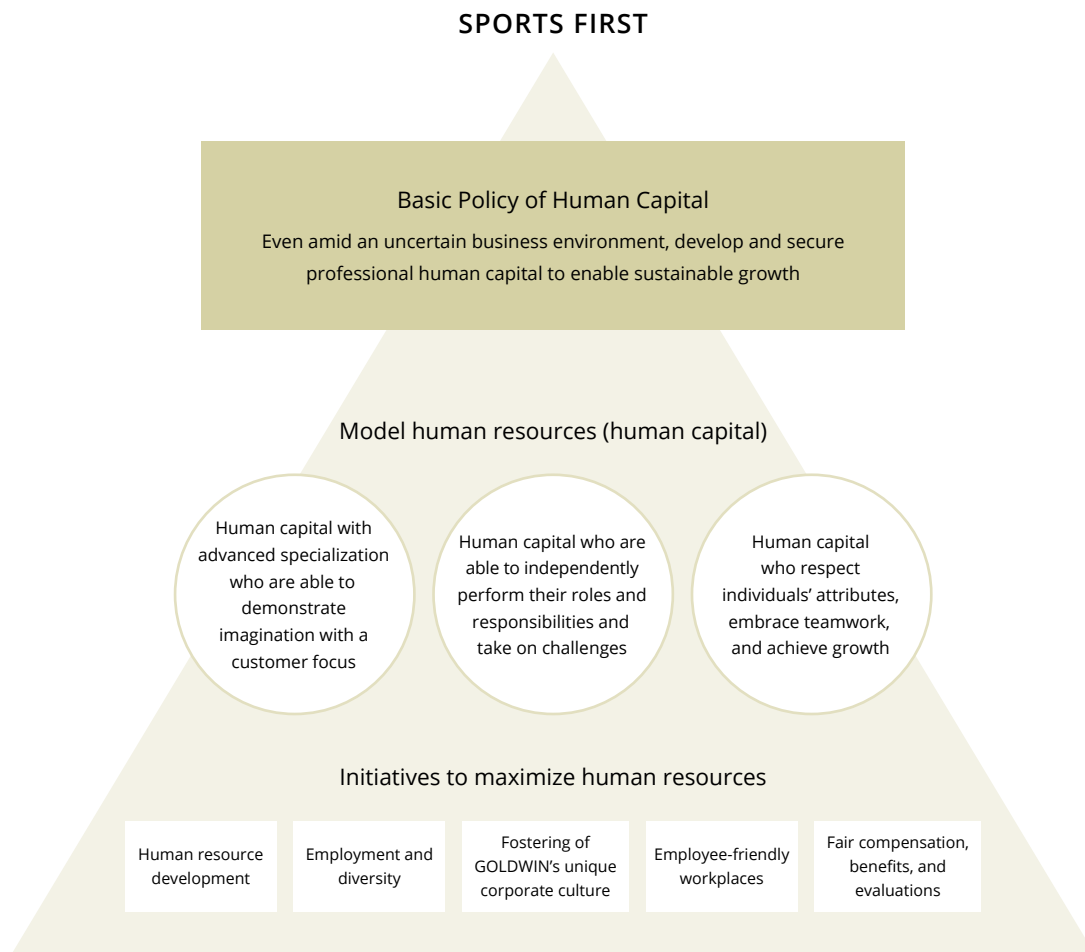 SPORTS FIRST
Basic Policy of Human Capital
Even amid an uncertain business environment, develop and secure
professional human capital to enable sustainable growth
Model human resources (human capital)
Human capital with
advanced specialization
who are able to
demonstrate
imagination with a
customer focus
Human capital who are
able to independently
perform their roles and
responsibilities and
take on challenges
Human capital
who respect
individuals’ attributes,
embrace teamwork,
and achieve growth
Initiatives to maximize human resources
Human resource
development
Employment and
diversity
Fostering of
GOLDWIN’s unique
corporate culture
Employee-friendly
workplaces
Fair compensation,
benefits, and
evaluations